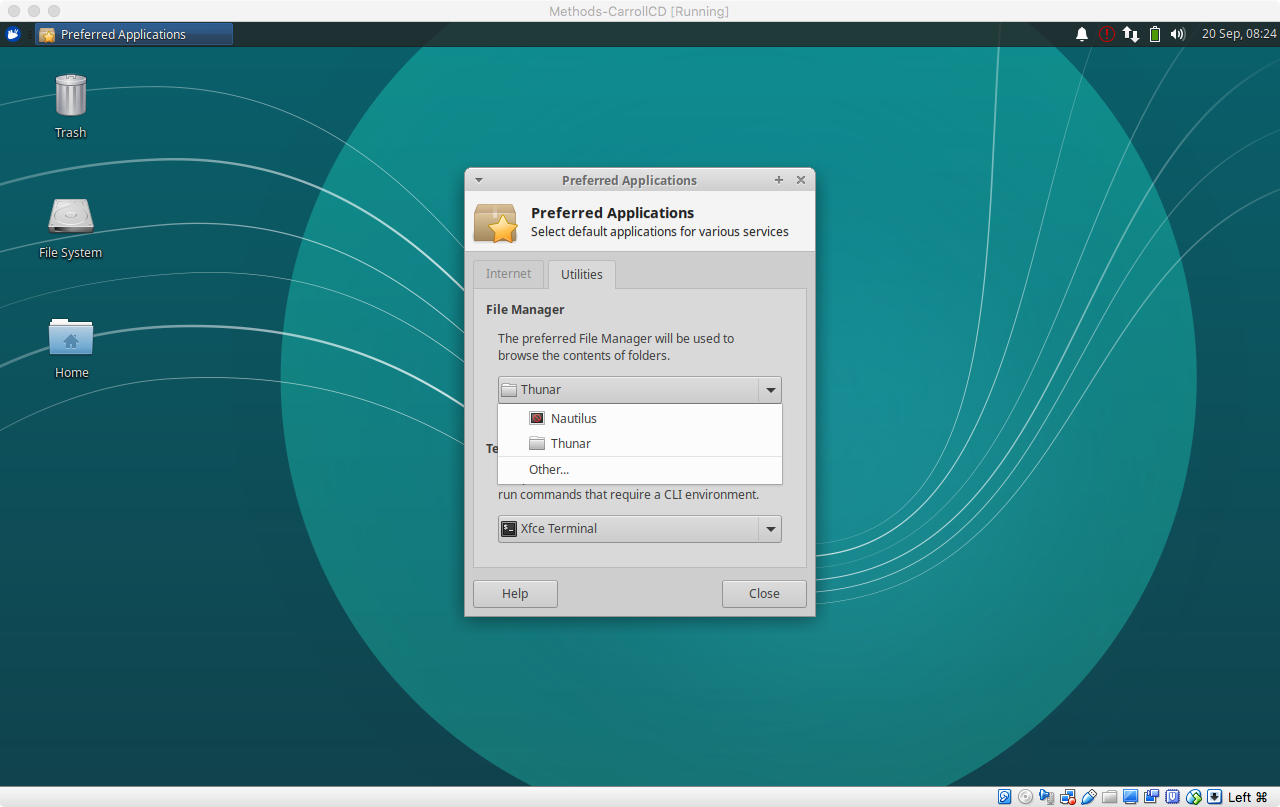 Methods-CarrollCD [Running]
Preferred Applications
20 Sep, 08:24
Trash
File System
Home
Preferred Applications
Preferred Applications
Select default applications for various services
Internet
Utilities
File Manager
The preferred File Manager will be used to
browse the contents of folders.
Thunar
Nautilus
Thunar
Other...
Te
run commands that require a CLI environment.
Xfce Terminal
Help
Close
Left ⌘